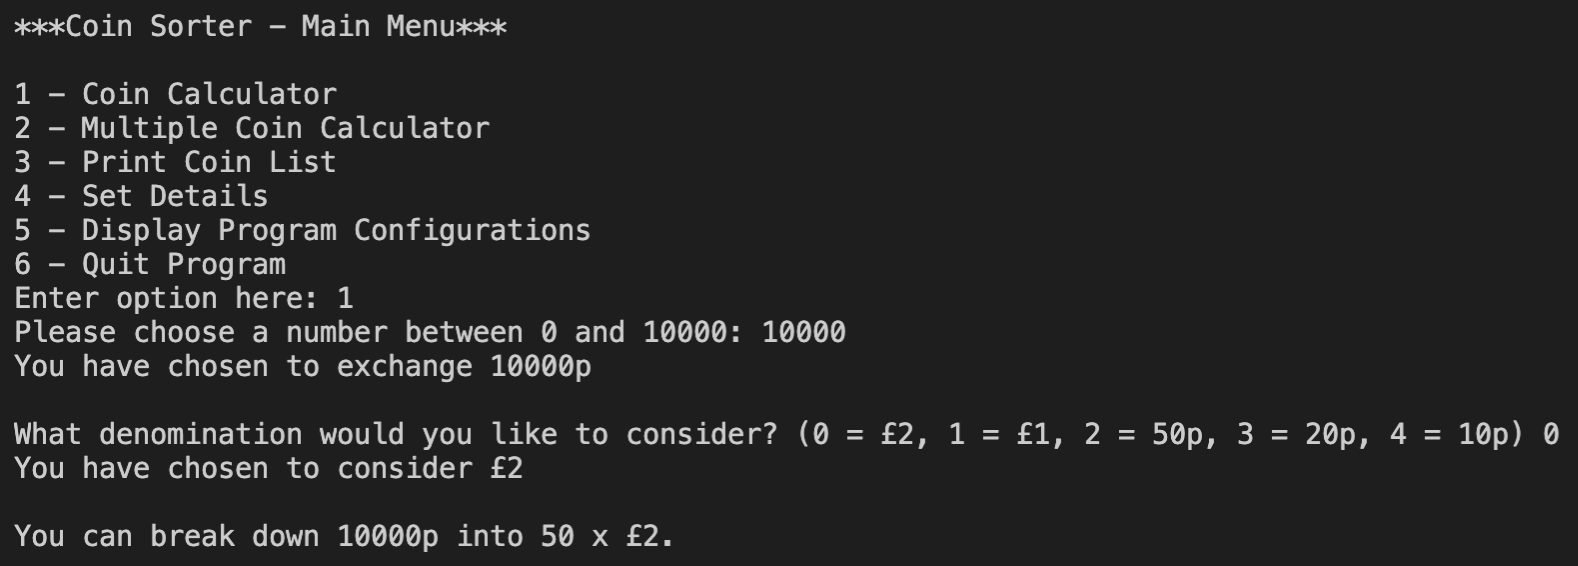 ***Coin Sorter – Main Menu***
1 – Coin Calculator
2 – Multiple Coin Calculator
3 – Print Coin List
4 – Set Details
5 – Display Program Configurations
6 – Quit Program
Enter option here: 1
Please choose a number between 0 and 10000: 10000
You have chosen to exchange 10000p
What denomination would you like to consider? (0 = £2, 1 = £1, 2 = 50p, 3 = 20p, 4 = 10p) 0
You have chosen to consider £2
You can break down 10000p into 50 x £2.